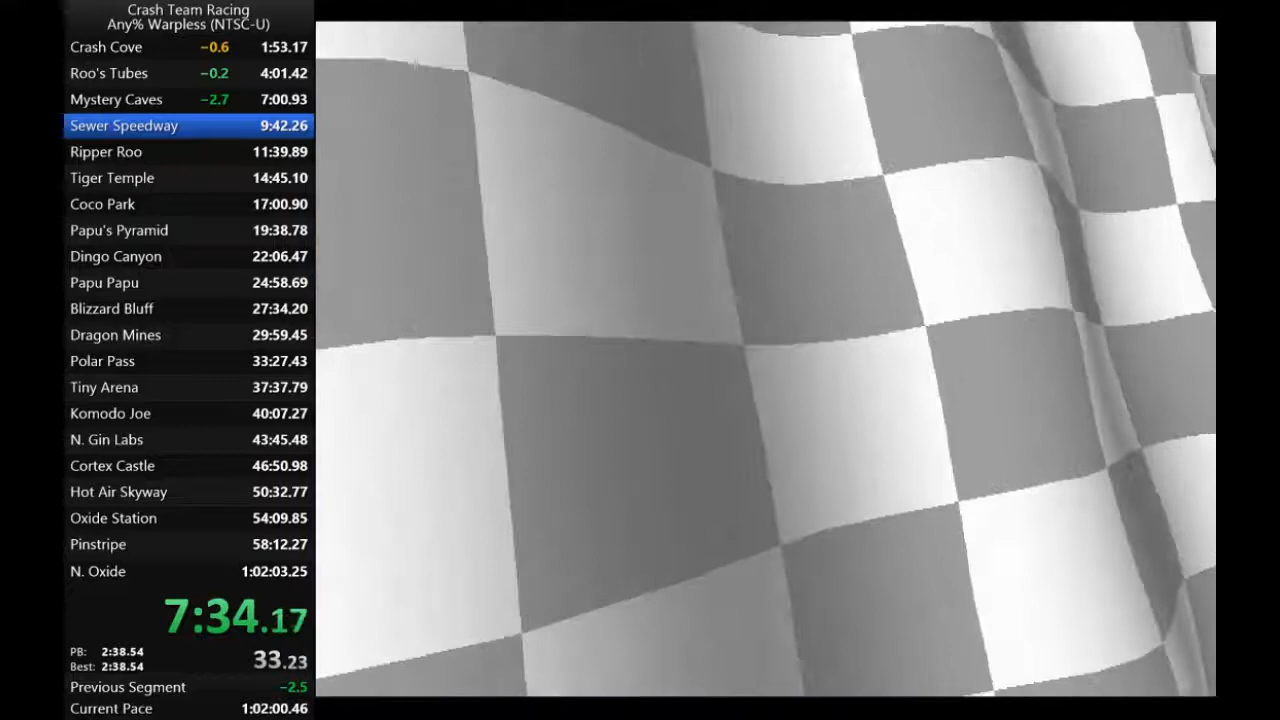 Crash Team Racing
Any% Warpless (NTSC-U)
Crash Cove −0.6 1:53.17
Roo's Tubes −0.2 4:01.42
Mystery Caves −2.7 7:00.93
Sewer Speedway 9:42.26
Ripper Roo 11:39.89
Tiger Temple 14:45.10
Coco Park 17:00.90
Papu's Pyramid 19:38.78
Dingo Canyon 22:06.47
Papu Papu 24:58.69
Blizzard Bluff 27:34.20
Dragon Mines 29:59.45
Polar Pass 33:27.43
Tiny Arena 37:37.79
Komodo Joe 40:07.27
N. Gin Labs 43:45.48
Cortex Castle 46:50.98
Hot Air Skyway 50:32.77
Oxide Station 54:09.85
Pinstripe 58:12.27
N. Oxide 1:02:03.25
7:34.17
PB: 2:38.54
Best: 2:38.54
33.23
Previous Segment −2.5
Current Pace 1:02:00.46